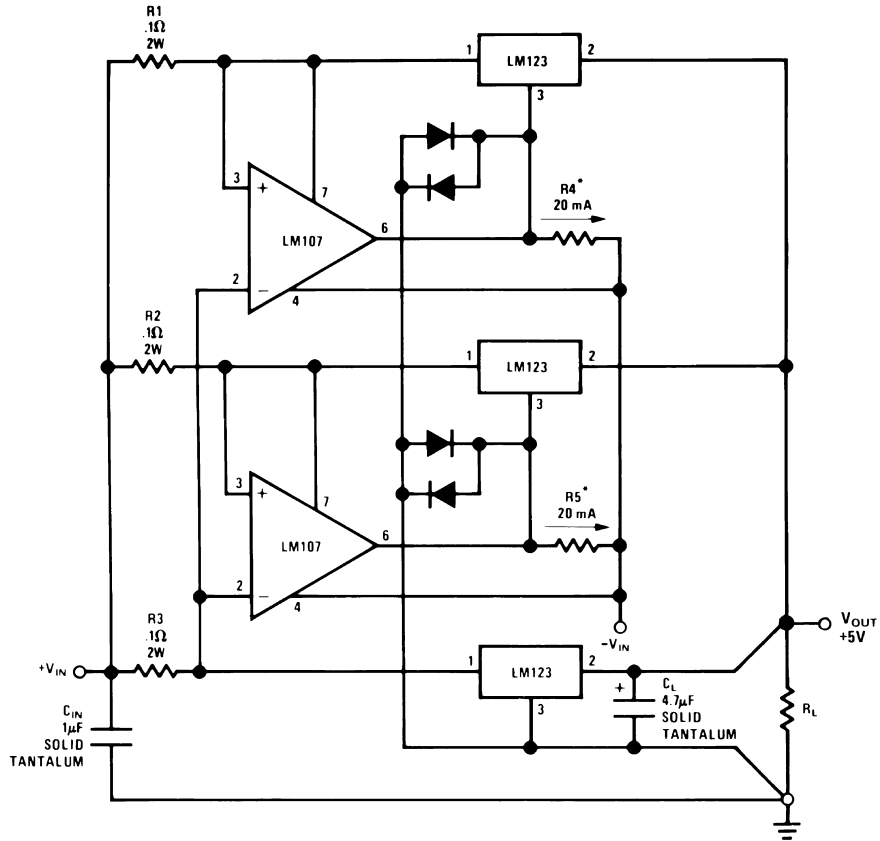 R1
.1Ω
2W
1
LM123
2
3
3
+
7
R4*
20 mA
LM107
6
2
−
4
R2
.1Ω
2W
1
LM123
2
3
3
+
7
R5*
20 mA
LM107
6
2
−
4
R3
.1Ω
2W
−VIN
VOUT
+5V
+VIN
1
LM123
2
3
+
CL
4.7μF
SOLID
TANTALUM
RL
CIN
1μF
SOLID
TANTALUM